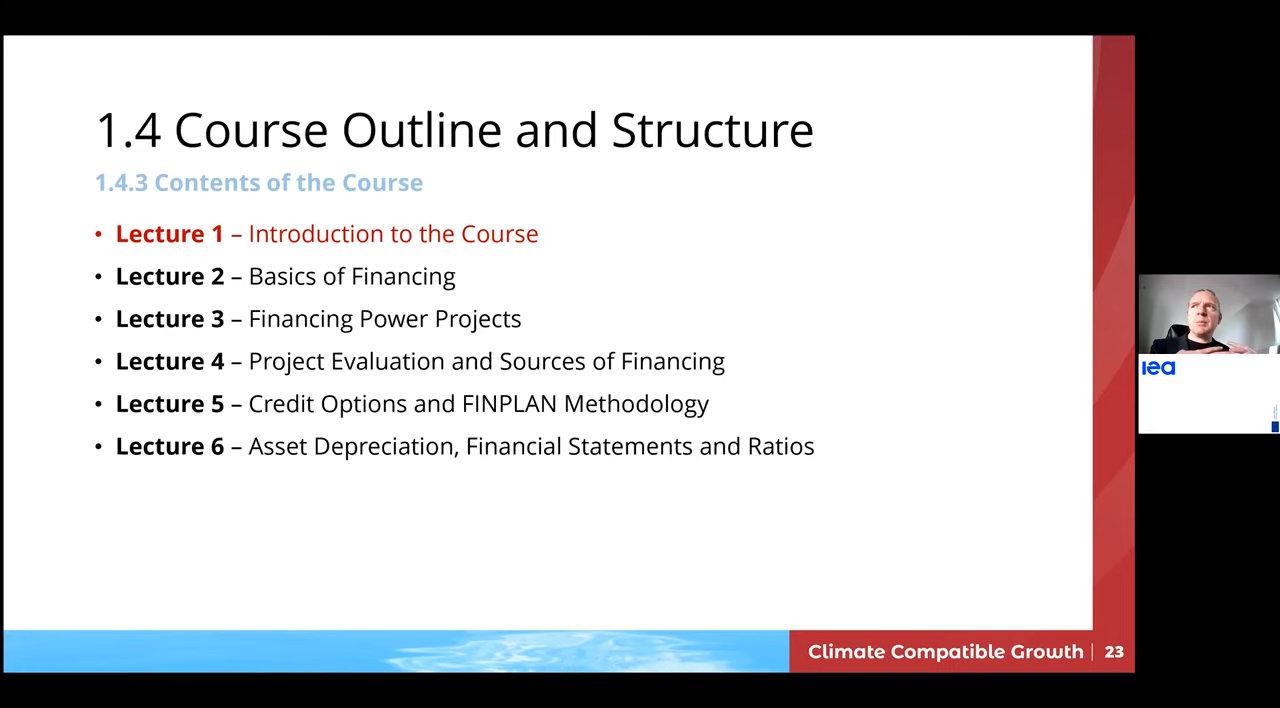 1.4 Course Outline and Structure
1.4.3 Contents of the Course
• Lecture 1 – Introduction to the Course
• Lecture 2 – Basics of Financing
• Lecture 3 – Financing Power Projects
• Lecture 4 – Project Evaluation and Sources of Financing
• Lecture 5 – Credit Options and FINPLAN Methodology
• Lecture 6 – Asset Depreciation, Financial Statements and Ratios
iea
Climate Compatible Growth | 23